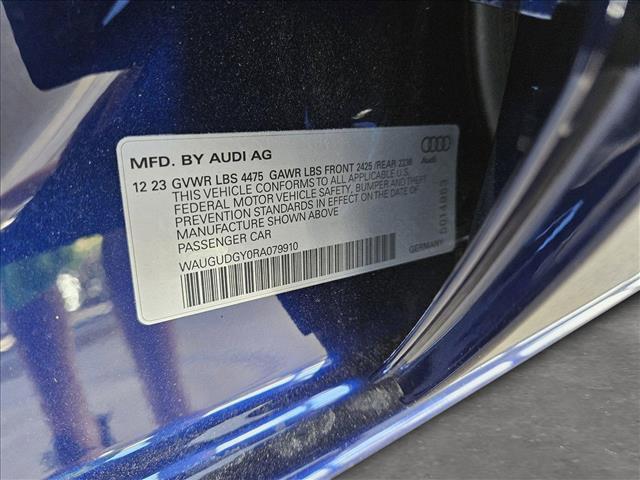 MFD. BY AUDI AG
Audi
12 23 GVWR LBS 4475 GAWR LBS FRONT 2425 /REAR 2238
THIS VEHICLE CONFORMS TO ALL APPLICABLE U.S.
FEDERAL MOTOR VEHICLE SAFETY, BUMPER AND THEFT
PREVENTION STANDARDS IN EFFECT ON THE DATE OF
MANUFACTURE SHOWN ABOVE
PASSENGER CAR
WAUGUDGY0RA079910
GERMANY